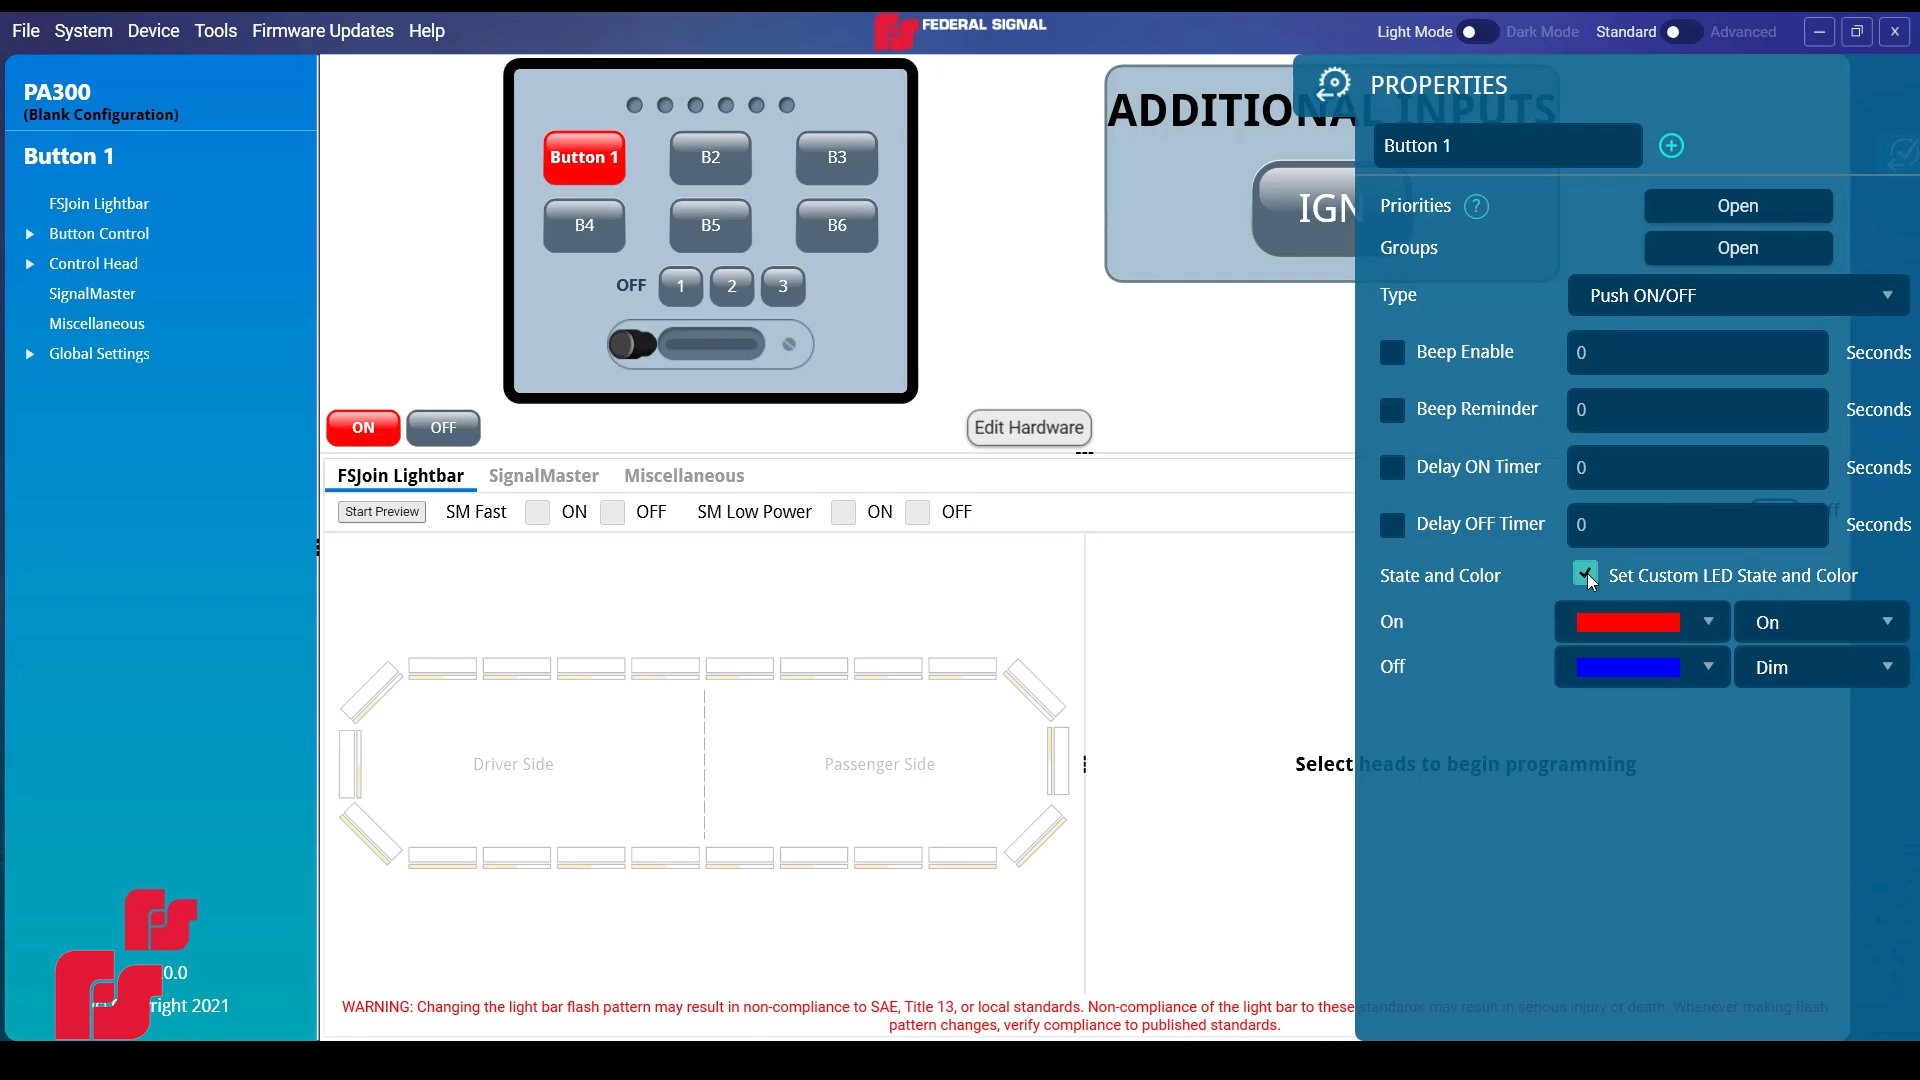 File System Device Tools Firmware Updates Help
FEDERAL SIGNAL
Light Mode Dark Mode Standard Advanced
PA300
(Blank Configuration)
Button 1
FSJoin Lightbar
Button Control
Control Head
SignalMaster
Miscellaneous
Global Settings
0.0
right 2021
Button 1 B2 B3
B4 B5 B6
OFF 1 2 3
ON OFF
Edit Hardware
ADDITIONAL INPUTS
IGN
FSJoin Lightbar SignalMaster Miscellaneous
Start Preview SM Fast ON OFF SM Low Power ON OFF
Driver Side Passenger Side
Select heads to begin programming
WARNING: Changing the light bar flash pattern may result in non-compliance to SAE, Title 13, or local standards. Non-compliance of the light bar to these standards may result in serious injury or death. Whenever making flash
pattern changes, verify compliance to published standards.
PROPERTIES
Button 1
Priorities ? Open
Groups Open
Type Push ON/OFF
Beep Enable 0 Seconds
Beep Reminder 0 Seconds
Delay ON Timer 0 Seconds
Delay OFF Timer 0 Seconds
State and Color Set Custom LED State and Color
On On
Off Dim